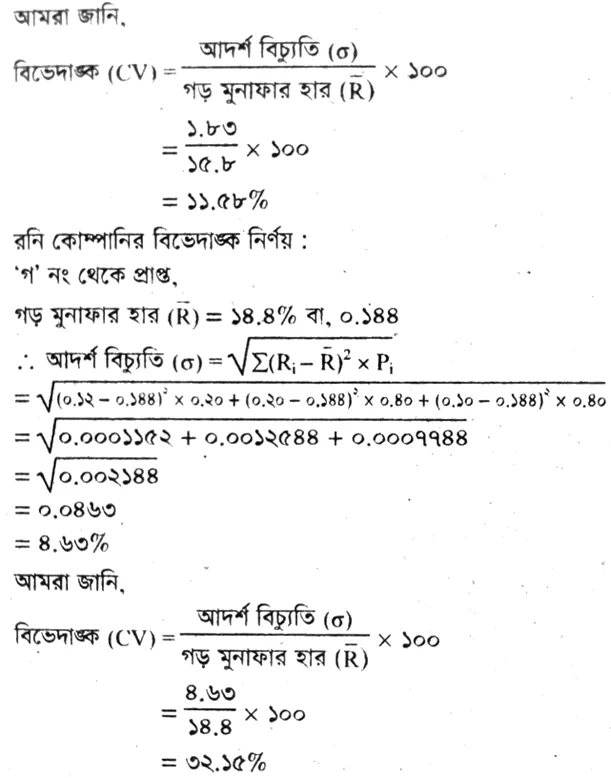 আমরা জানি,
বিভেদাঙ্ক (CV) = আদর্শ বিচ্যুতি (σ) / গড় মুনাফার হার (R̄) × ১০০
= ১.৮৩ / ১৫.৮ × ১০০
= ১১.৫৮%
রনি কোম্পানির বিভেদাঙ্ক নির্ণয় :
'গ' নং থেকে প্রাপ্ত,
গড় মুনাফার হার (R̄) = ১৪.৪% বা, ০.১৪৪
∴ আদর্শ বিচ্যুতি (σ) = √Σ(Rᵢ – R̄)² × Pᵢ
= √(০.১২ – ০.১৪৪)² × ০.২০ + (০.২০ – ০.১৪৪)² × ০.৪০ + (০.১০ – ০.১৪৪)² × ০.৪০
= √০.০০০১১৫২ + ০.০০১২৫৪৪ + ০.০০০৭৭৪৪
= √০.০০২১৪৪
= ০.০৪৬৩
= ৪.৬৩%
আমরা জানি,
বিভেদাঙ্ক (CV) = আদর্শ বিচ্যুতি (σ) / গড় মুনাফার হার (R̄) × ১০০
= ৪.৬৩ / ১৪.৪ × ১০০
= ৩২.১৫%